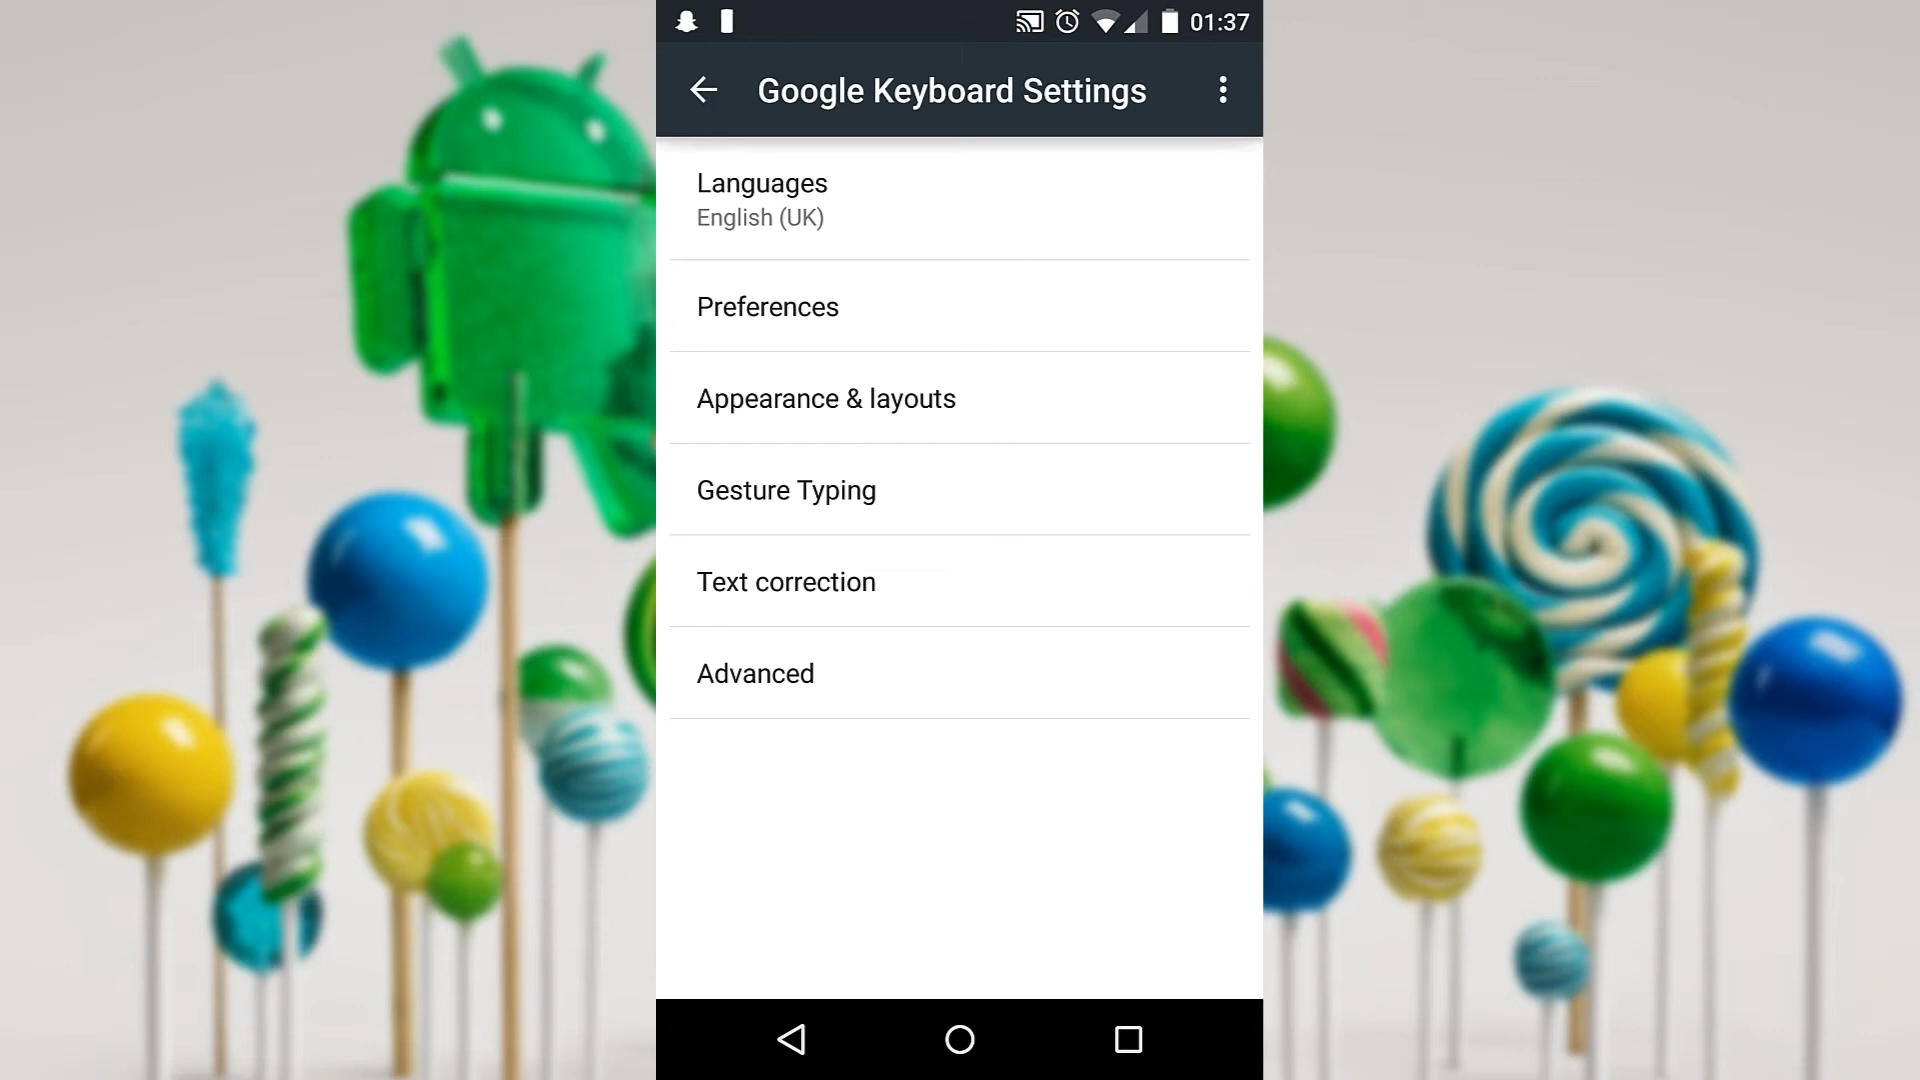 01:37
Google Keyboard Settings
Languages
English (UK)
Preferences
Appearance & layouts
Gesture Typing
Text correction
Advanced